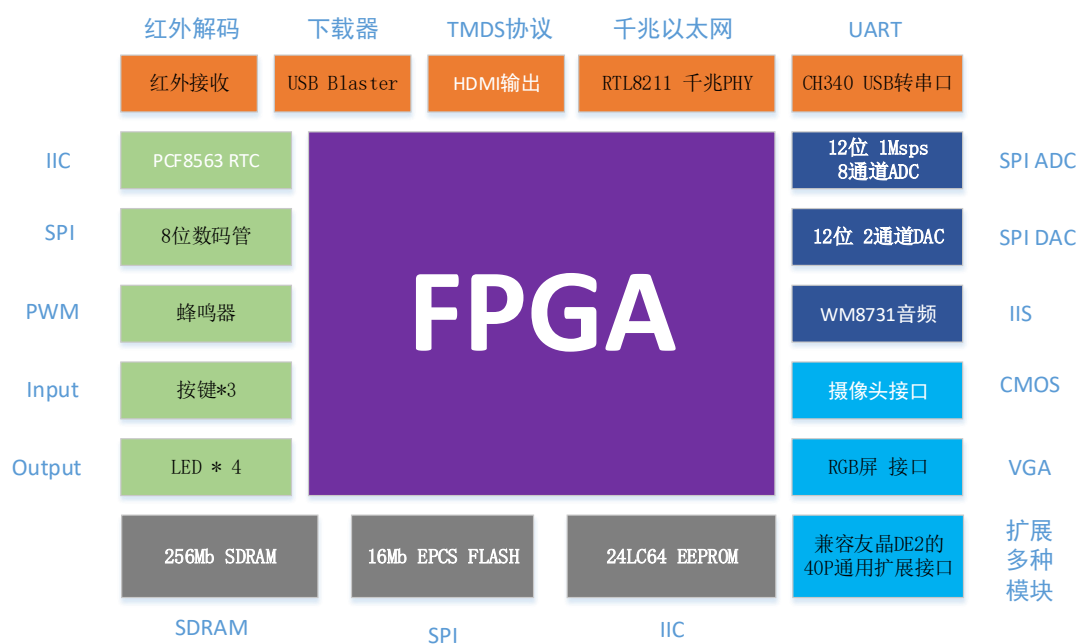 红外解码 下载器 TMDS协议 千兆以太网 UART
红外接收 USB Blaster HDMI输出 RTL8211 千兆PHY CH340 USB转串口
IIC PCF8563 RTC 12位 1Msps
8通道ADC SPI ADC
SPI 8位数码管 12位 2通道DAC SPI DAC
FPGA
PWM 蜂鸣器 WM8731音频 IIS
Input 按键*3 摄像头接口 CMOS
Output LED * 4 RGB屏 接口 VGA
256Mb SDRAM 16Mb EPCS FLASH 24LC64 EEPROM
兼容友晶DE2的
40P通用扩展接口
扩展
多种
模块
SDRAM SPI IIC